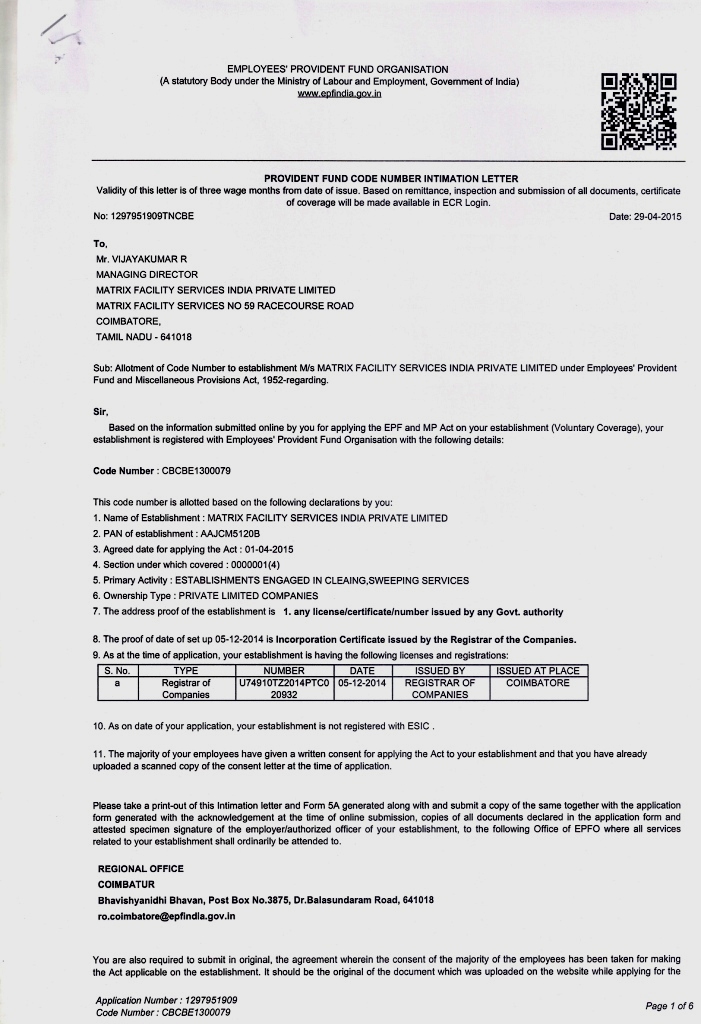 EMPLOYEES' PROVIDENT FUND ORGANISATION
(A statutory Body under the Ministry of Labour and Employment, Government of India)
www.epfindia.gov.in
PROVIDENT FUND CODE NUMBER INTIMATION LETTER
Validity of this letter is of three wage months from date of issue. Based on remittance, inspection and submission of all documents, certificate
of coverage will be made available in ECR Login.
No: 1297951909TNCBE Date: 29-04-2015
To,
Mr. VIJAYAKUMAR R
MANAGING DIRECTOR
MATRIX FACILITY SERVICES INDIA PRIVATE LIMITED
MATRIX FACILITY SERVICES NO 59 RACECOURSE ROAD
COIMBATORE,
TAMIL NADU - 641018
Sub: Allotment of Code Number to establishment M/s MATRIX FACILITY SERVICES INDIA PRIVATE LIMITED under Employees' Provident
Fund and Miscellaneous Provisions Act, 1952-regarding.
Sir,
Based on the information submitted online by you for applying the EPF and MP Act on your establishment (Voluntary Coverage), your
establishment is registered with Employees' Provident Fund Organisation with the following details:
Code Number : CBCBE1300079
This code number is allotted based on the following declarations by you:
1. Name of Establishment : MATRIX FACILITY SERVICES INDIA PRIVATE LIMITED
2. PAN of establishment : AAJCM5120B
3. Agreed date for applying the Act : 01-04-2015
4. Section under which covered : 0000001(4)
5. Primary Activity : ESTABLISHMENTS ENGAGED IN CLEAING,SWEEPING SERVICES
6. Ownership Type : PRIVATE LIMITED COMPANIES
7. The address proof of the establishment is 1. any license/certificate/number issued by any Govt. authority
8. The proof of date of set up 05-12-2014 is Incorporation Certificate issued by the Registrar of the Companies.
9. As at the time of application, your establishment is having the following licenses and registrations:
S. No. TYPE NUMBER DATE ISSUED BY ISSUED AT PLACE
a Registrar of U74910TZ2014PTC0 05-12-2014 REGISTRAR OF COIMBATORE
Companies 20932 COMPANIES
10. As on date of your application, your establishment is not registered with ESIC .
11. The majority of your employees have given a written consent for applying the Act to your establishment and that you have already
uploaded a scanned copy of the consent letter at the time of application.
Please take a print-out of this Intimation letter and Form 5A generated along with and submit a copy of the same together with the application
form generated with the acknowledgement at the time of online submission, copies of all documents declared in the application form and
attested specimen signature of the employer/authorized officer of your establishment, to the following Office of EPFO where all services
related to your establishment shall ordinarily be attended to.
REGIONAL OFFICE
COIMBATUR
Bhavishyanidhi Bhavan, Post Box No.3875, Dr.Balasundaram Road, 641018
ro.coimbatore@epfindia.gov.in
You are also required to submit in original, the agreement wherein the consent of the majority of the employees has been taken for making
the Act applicable on the establishment. It should be the original of the document which was uploaded on the website while applying for the
Application Number : 1297951909
Code Number : CBCBE1300079 Page 1 of 6